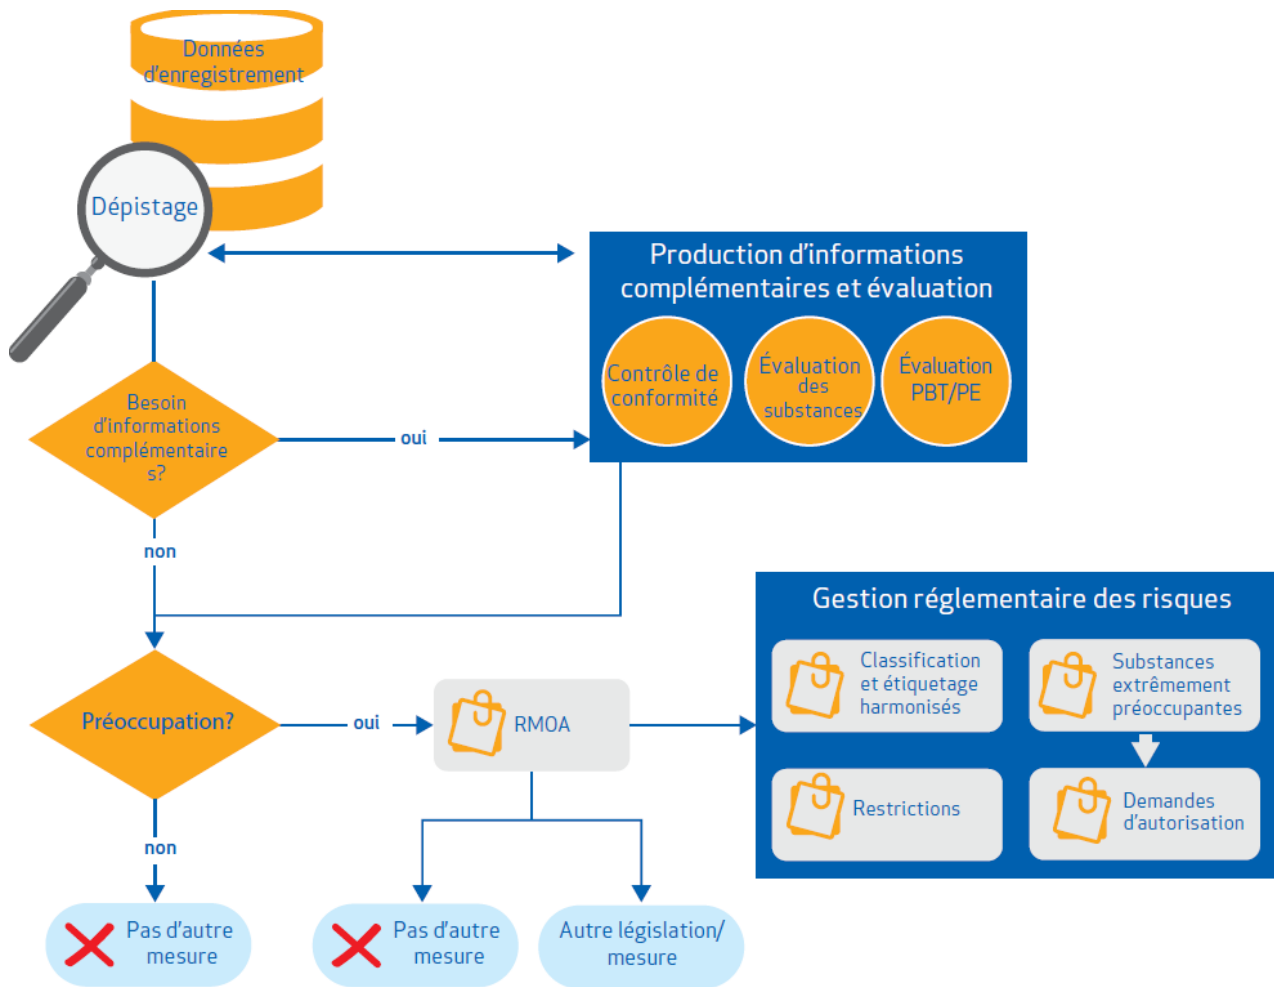 Données
d'enregistrement
Dépistage
Production d'informations
complémentaires et évaluation
Contrôle de
conformité
Évaluation
des
substances
Évaluation
PBT/PE
Besoin
d'informations
complémentaire
s?
oui
non
Gestion réglementaire des risques
Classification
et étiquetage
harmonisés
Substances
extrêmement
préoccupantes
Préoccupation?
oui
RMOA
Restrictions
Demandes
d'autorisation
non
Pas d'autre
mesure
Pas d'autre
mesure
Autre législation/
mesure